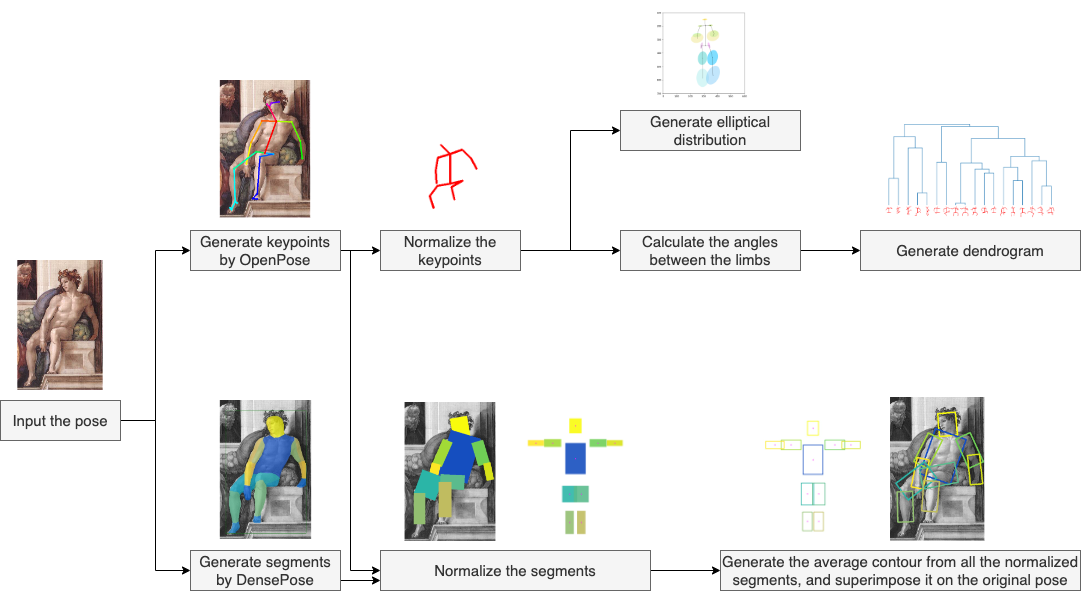 Generate elliptical
distribution
Generate keypoints
by OpenPose
Normalize the
keypoints
Calculate the angles
between the limbs
Generate dendrogram
Input the pose
Generate segments
by DensePose
Normalize the segments
Generate the average contour from all the normalized
segments, and superimpose it on the original pose